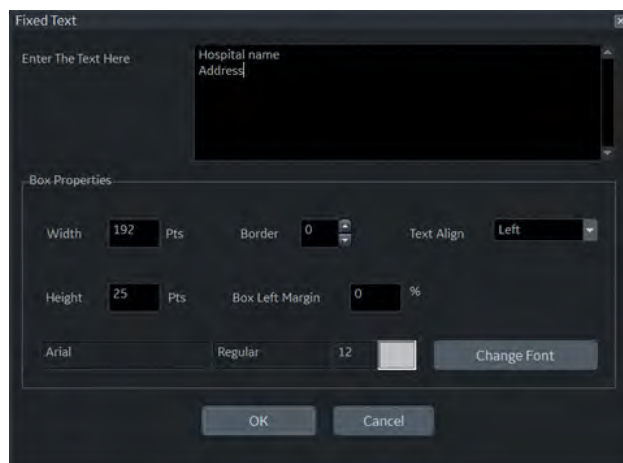 Fixed Text
Enter The Text Here
Hospital name
Address
Box Properties
Width 192 Pts Border 0 Text Align Left
Height 25 Pts Box Left Margin 0 %
Arial Regular 12 Change Font
OK Cancel